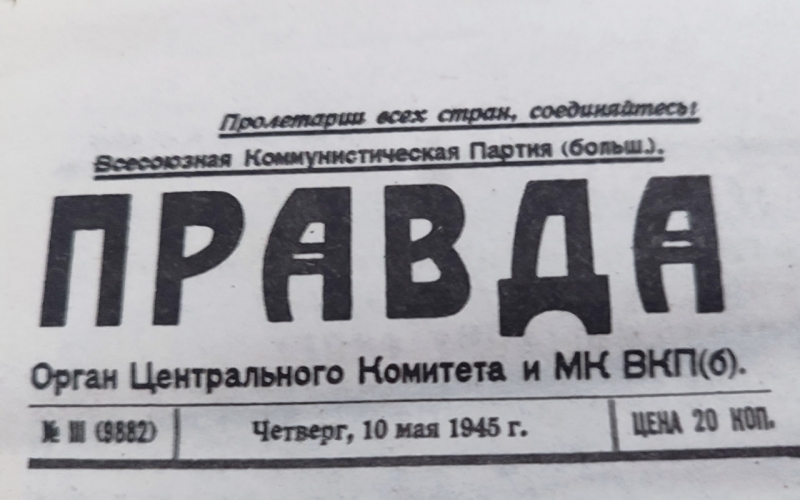 Пролетарии всех стран, соединяйтесь!
Всесоюзная Коммунистическая Партия (больш.).
ПРАВДА
Орган Центрального Комитета и МК ВКП(б).
№ 111 (9882) Четверг, 10 мая 1945 г. ЦЕНА 20 КОП.